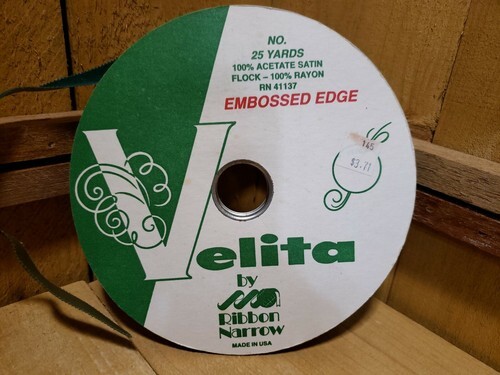 NO.
25 YARDS
100% ACETATE SATIN
FLOCK – 100% RAYON
RN 41137
EMBOSSED EDGE
145
$3.71
Velita
by
Ribbon
Narrow
MADE IN USA